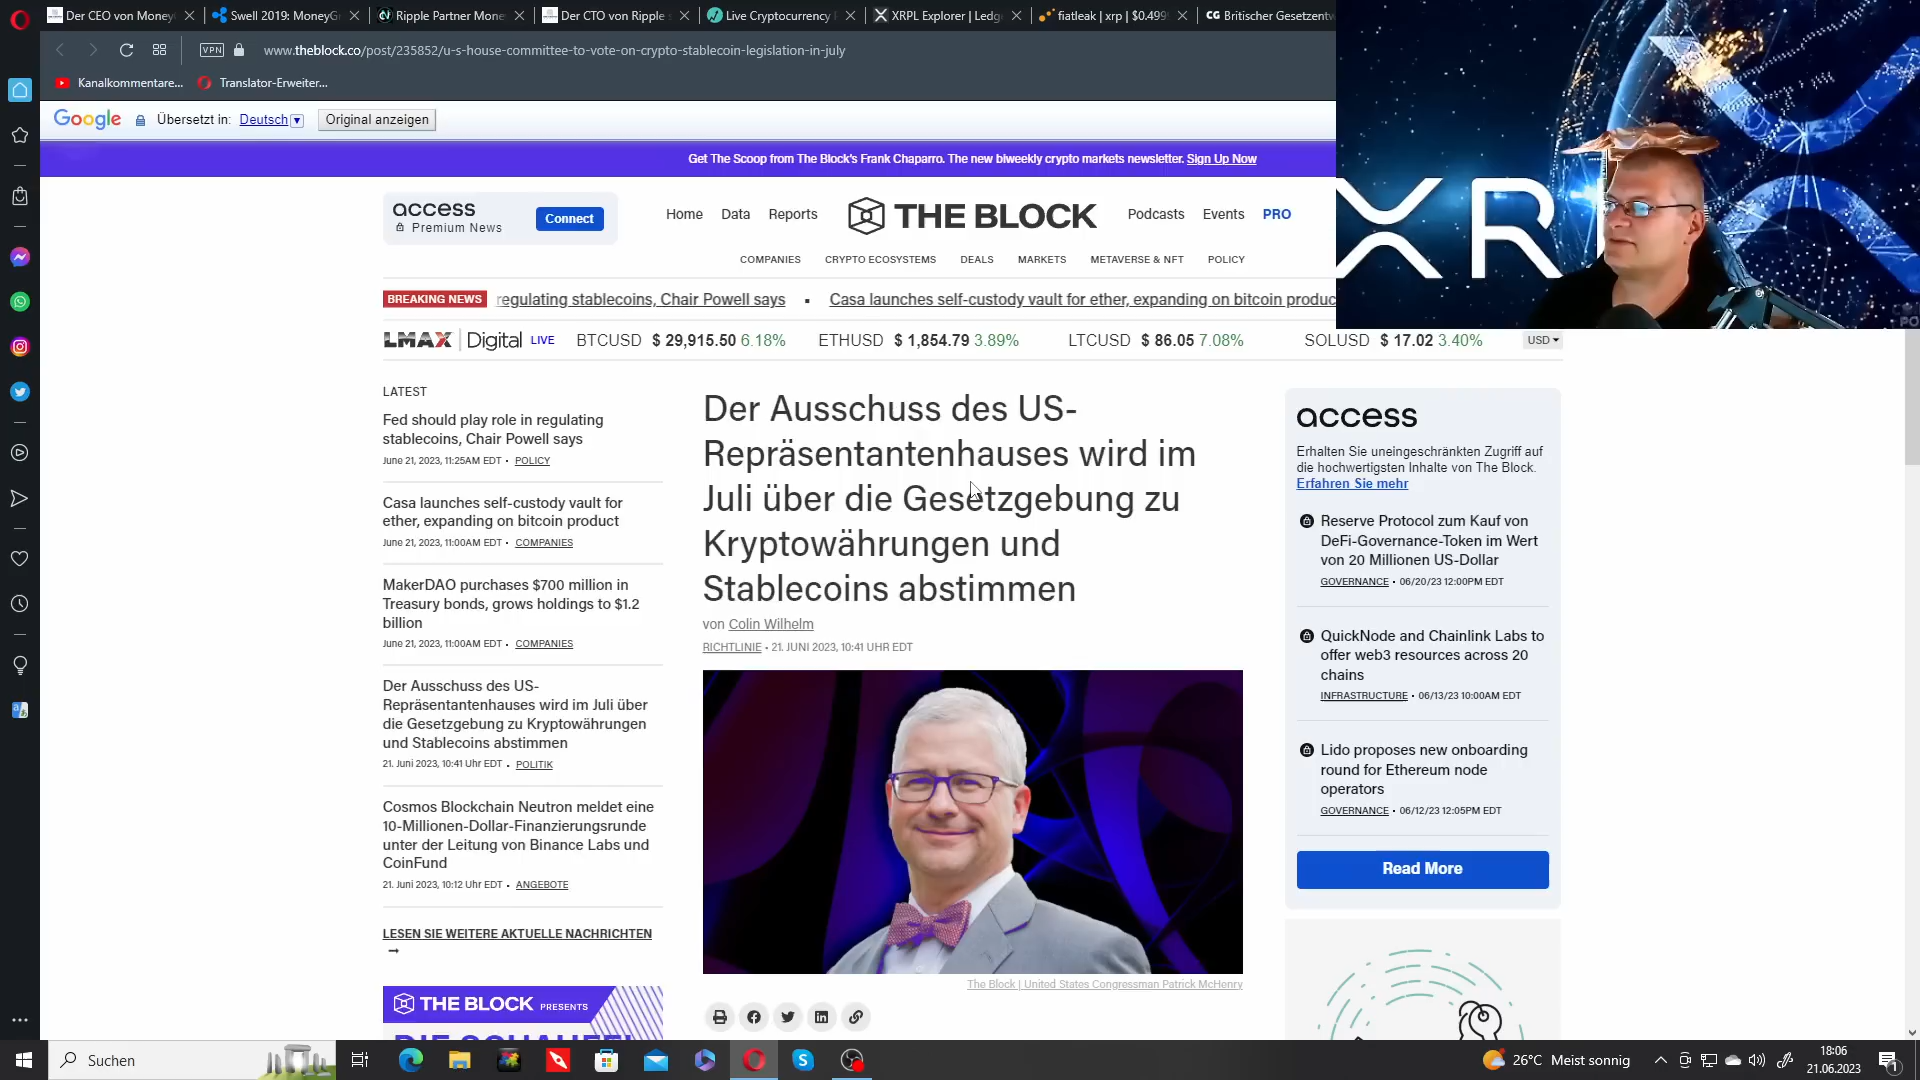 Der CEO von Money
Swell 2019: MoneyGr
Ripple Partner Mone
Der CTO von Ripple
Live Cryptocurrency
XRPL Explorer | Ledg
fiatleak | xrp | $0.499
CG Britischer Gesetzentw
VPN
www.theblock.co/post/235852/u-s-house-committee-to-vote-on-crypto-stablecoin-legislation-in-july
Kanalkommentare...
Translator-Erweiter...
Google
Übersetzt in: Deutsch
Original anzeigen
Get The Scoop from The Block's Frank Chaparro. The new biweekly crypto markets newsletter. Sign Up Now
access
Premium News
Connect
Home Data Reports
THE BLOCK
Podcasts Events PRO
COMPANIES CRYPTO ECOSYSTEMS DEALS MARKETS METAVERSE & NFT POLICY
BREAKING NEWS
egulating stablecoins, Chair Powell says ▪ Casa launches self-custody vault for ether, expanding on bitcoin produc
LMAX Digital LIVE BTCUSD $ 29,915.50 6.18% ETHUSD $ 1,854.79 3.89% LTCUSD $ 86.05 7.08% SOLUSD $ 17.02 3.40% USD
LATEST
Fed should play role in regulating
stablecoins, Chair Powell says
June 21, 2023, 11:25AM EDT • POLICY
Casa launches self-custody vault for
ether, expanding on bitcoin product
June 21, 2023, 11:00AM EDT • COMPANIES
MakerDAO purchases $700 million in
Treasury bonds, grows holdings to $1.2
billion
June 21, 2023, 11:00AM EDT • COMPANIES
Der Ausschuss des US-
Repräsentantenhauses wird im Juli über
die Gesetzgebung zu Kryptowährungen
und Stablecoins abstimmen
21. Juni 2023, 10:41 Uhr EDT • POLITIK
Cosmos Blockchain Neutron meldet eine
10-Millionen-Dollar-Finanzierungsrunde
unter der Leitung von Binance Labs und
CoinFund
21. Juni 2023, 10:12 Uhr EDT • ANGEBOTE
LESEN SIE WEITERE AKTUELLE NACHRICHTEN
→
THE BLOCK PRESENTS
Der Ausschuss des US-
Repräsentantenhauses wird im
Juli über die Gesetzgebung zu
Kryptowährungen und
Stablecoins abstimmen
von Colin Wilhelm
RICHTLINIE • 21. JUNI 2023, 10:41 UHR EDT
The Block | United States Congressman Patrick McHenry
access
Erhalten Sie uneingeschränkten Zugriff auf
die hochwertigsten Inhalte von The Block.
Erfahren Sie mehr
Reserve Protocol zum Kauf von
DeFi-Governance-Token im Wert
von 20 Millionen US-Dollar
GOVERNANCE • 06/20/23 12:00PM EDT
QuickNode and Chainlink Labs to
offer web3 resources across 20
chains
INFRASTRUCTURE • 06/13/23 10:00AM EDT
Lido proposes new onboarding
round for Ethereum node
operators
GOVERNANCE • 06/12/23 12:05PM EDT
Read More
XR
Suchen
26°C Meist sonnig
18:06
21.06.2023
1